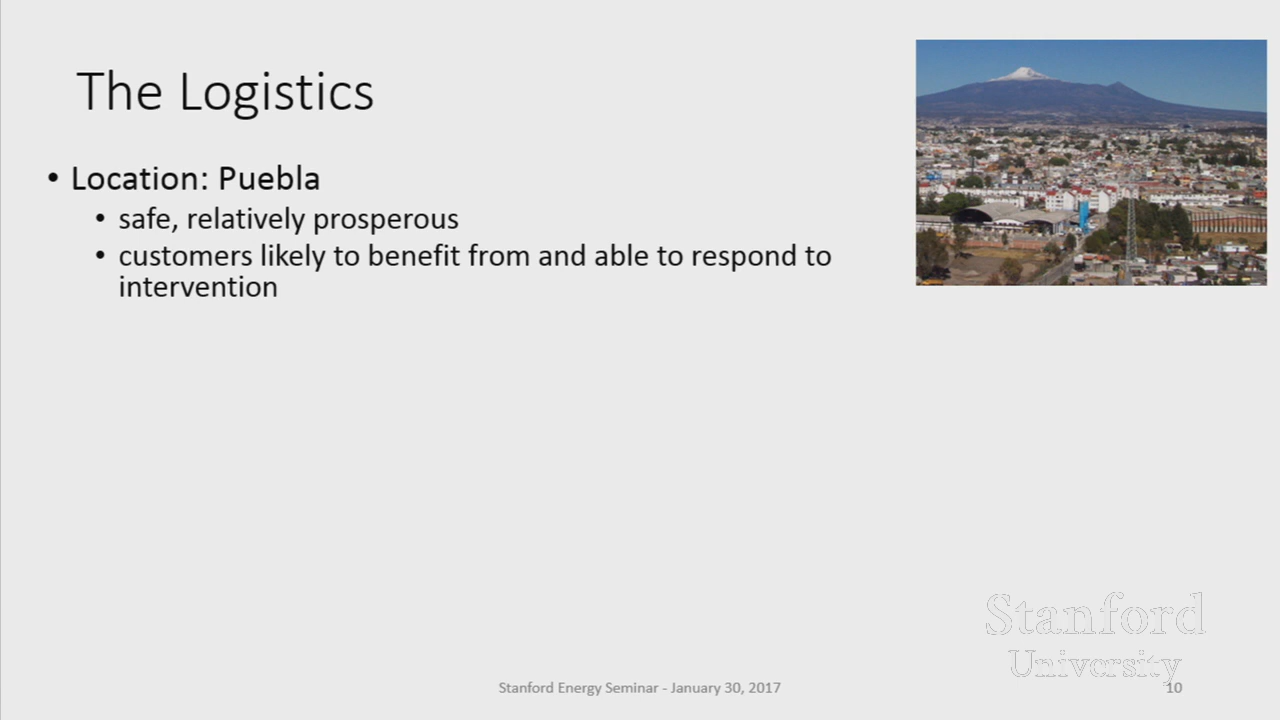 The Logistics
• Location: Puebla
• safe, relatively prosperous
• customers likely to benefit from and able to respond to
intervention
Stanford
University
Stanford Energy Seminar - January 30, 2017
10